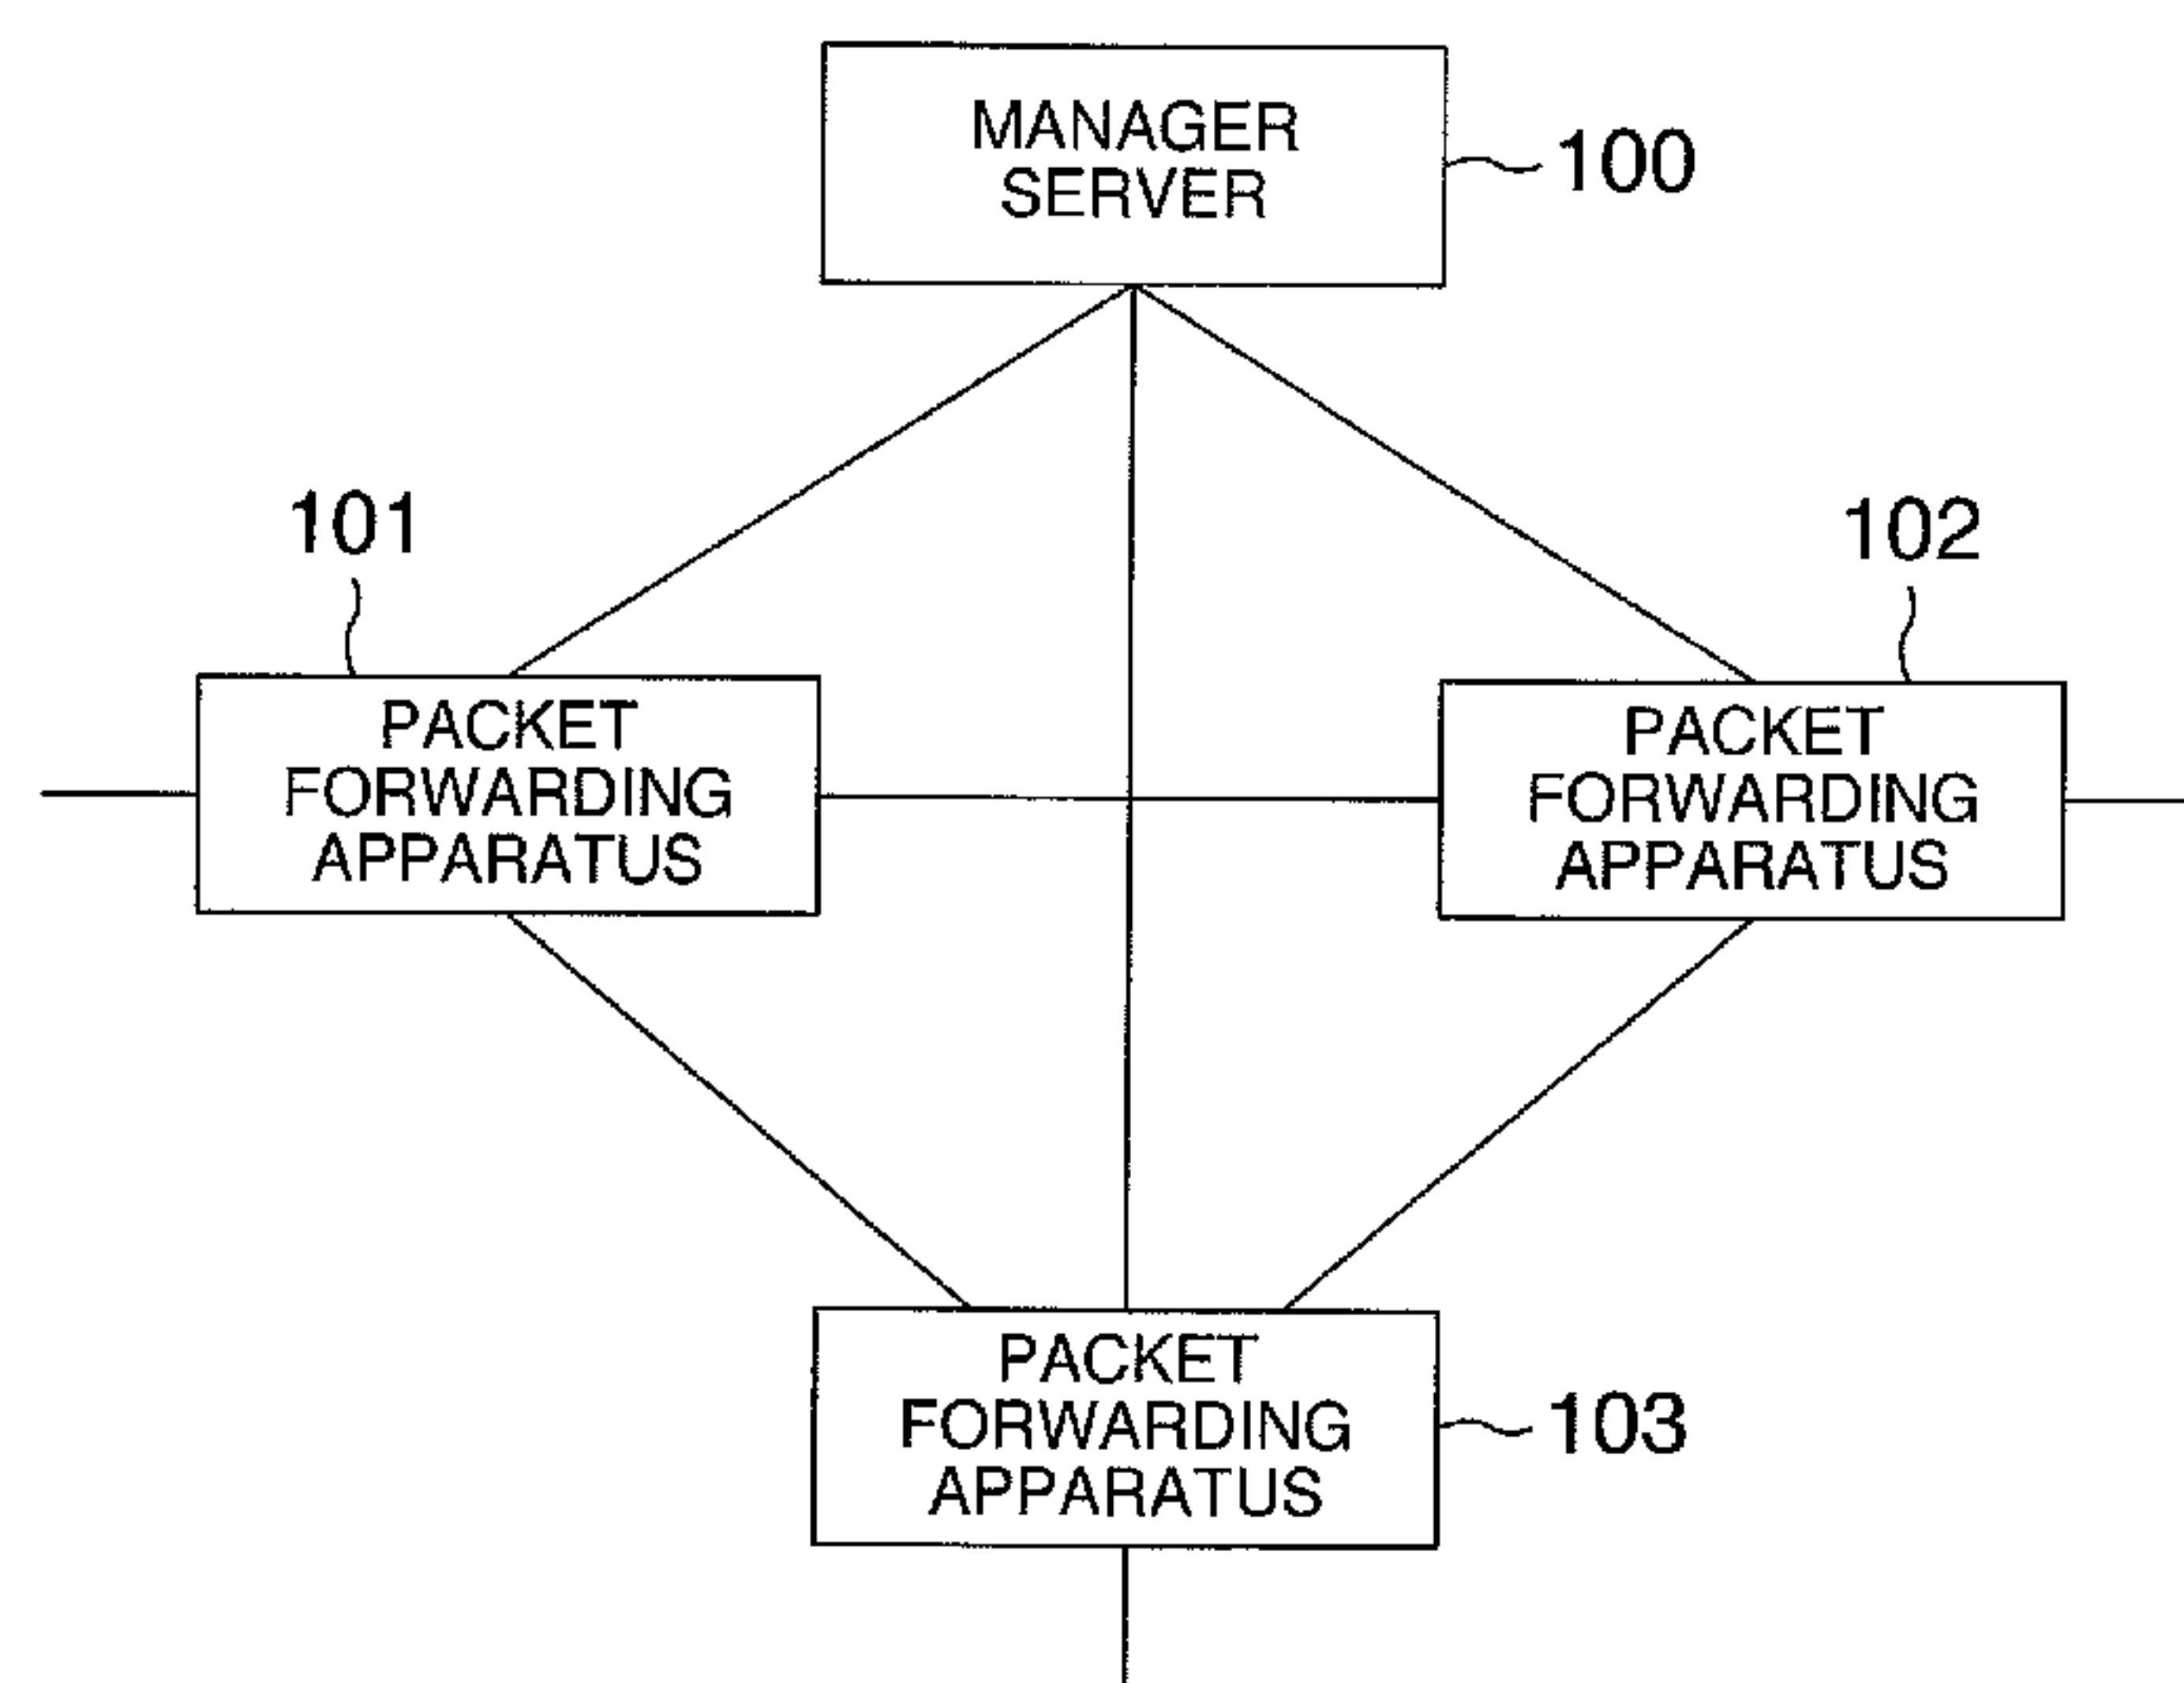 MANAGER
SERVER
100
101
102
PACKET
FORWARDING
APPARATUS
PACKET
FORWARDING
APPARATUS
PACKET
FORWARDING
APPARATUS
103